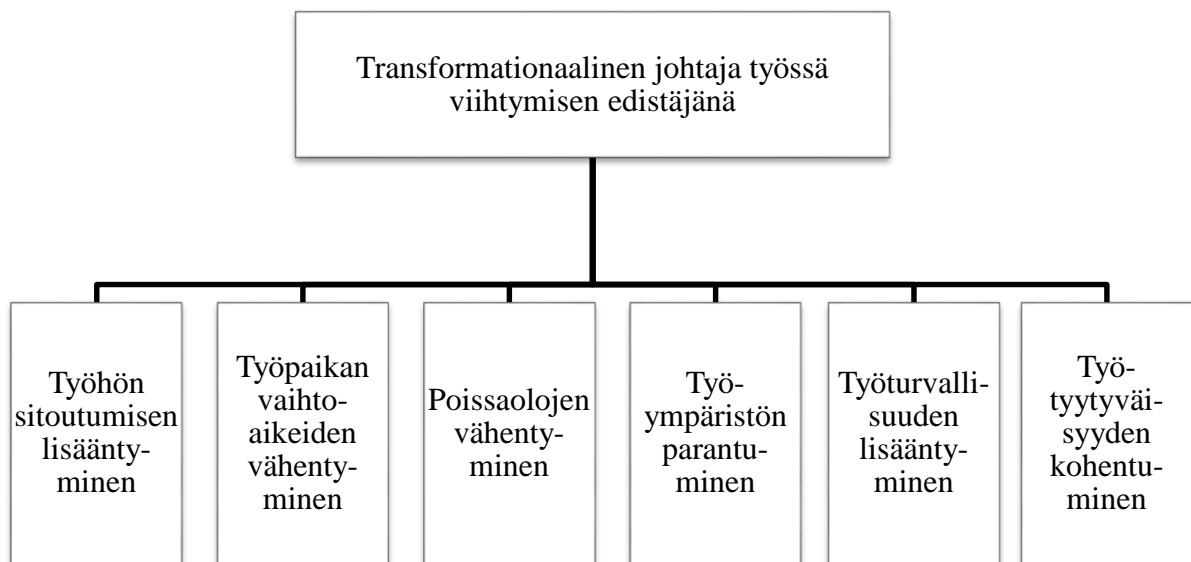 Transformationaalinen johtaja työssä
viihtymisen edistäjänä
Työhön
sitoutumisen
lisäänty-
minen
Työpaikan
vaihto-
aikeiden
vähenty-
minen
Poissaolojen
vähenty-
minen
Työ-
ympäristön
parantu-
minen
Työturvalli-
suuden
lisäänty-
minen
Työ-
tyytyväi-
syyden
kohentu-
minen